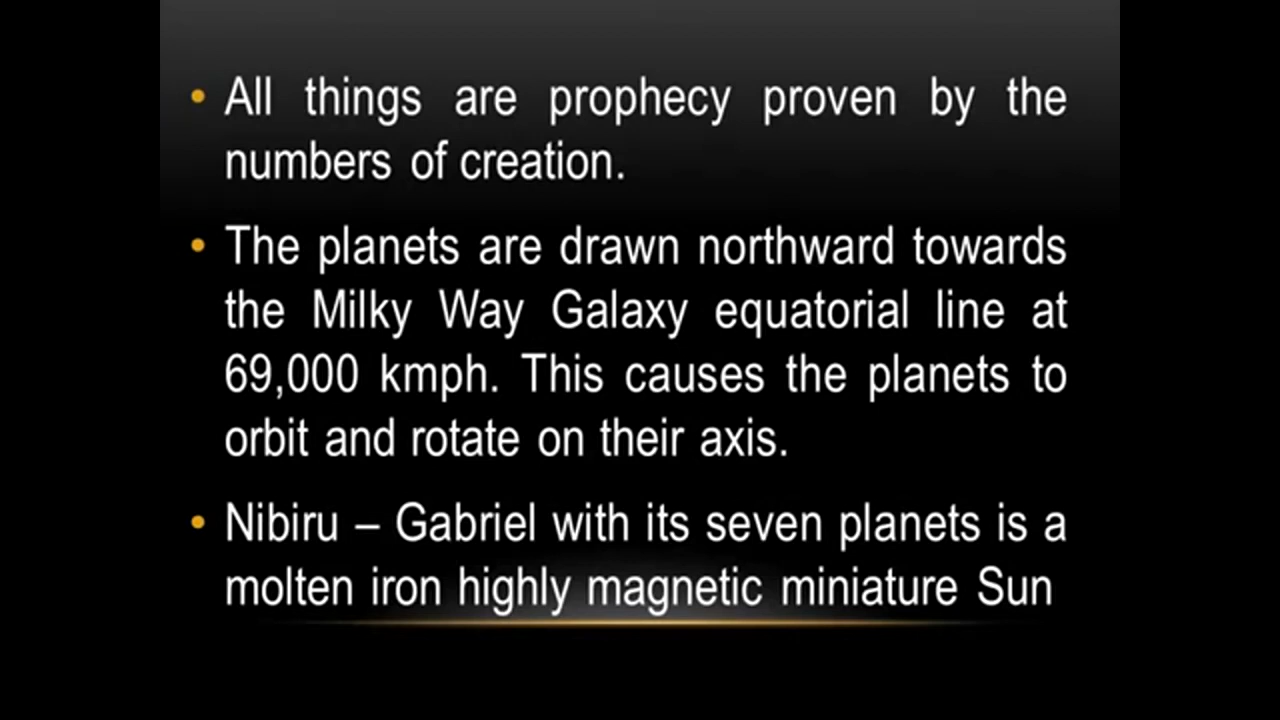 • All things are prophecy proven by the
numbers of creation.
• The planets are drawn northward towards
the Milky Way Galaxy equatorial line at
69,000 kmph. This causes the planets to
orbit and rotate on their axis.
• Nibiru – Gabriel with its seven planets is a
molten iron highly magnetic miniature Sun